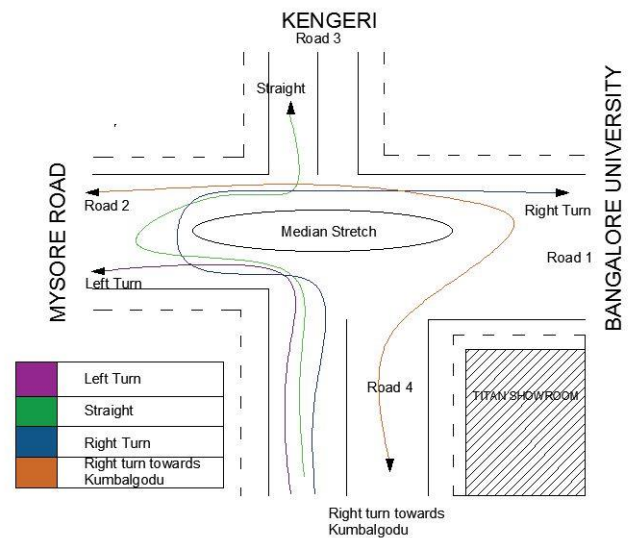 KENGERI
Road 3
Straight
MYSORE ROAD
BANGALORE UNIVERSITY
Road 2
Right Turn
Median Stretch
Road 1
Left Turn
Left Turn
Straight
Right Turn
Right turn towards
Kumbalgodu
Road 4
TITAN SHOWROOM
Right turn towards
Kumbalgodu